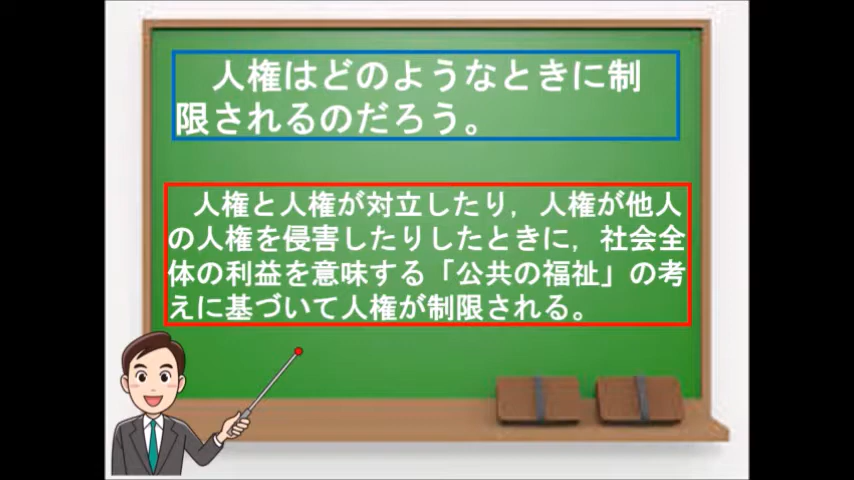 人権はどのようなときに制
限されるのだろう。
人権と人権が対立したり，人権が他人
の人権を侵害したりしたときに，社会全
体の利益を意味する「公共の福祉」の考
えに基づいて人権が制限される。